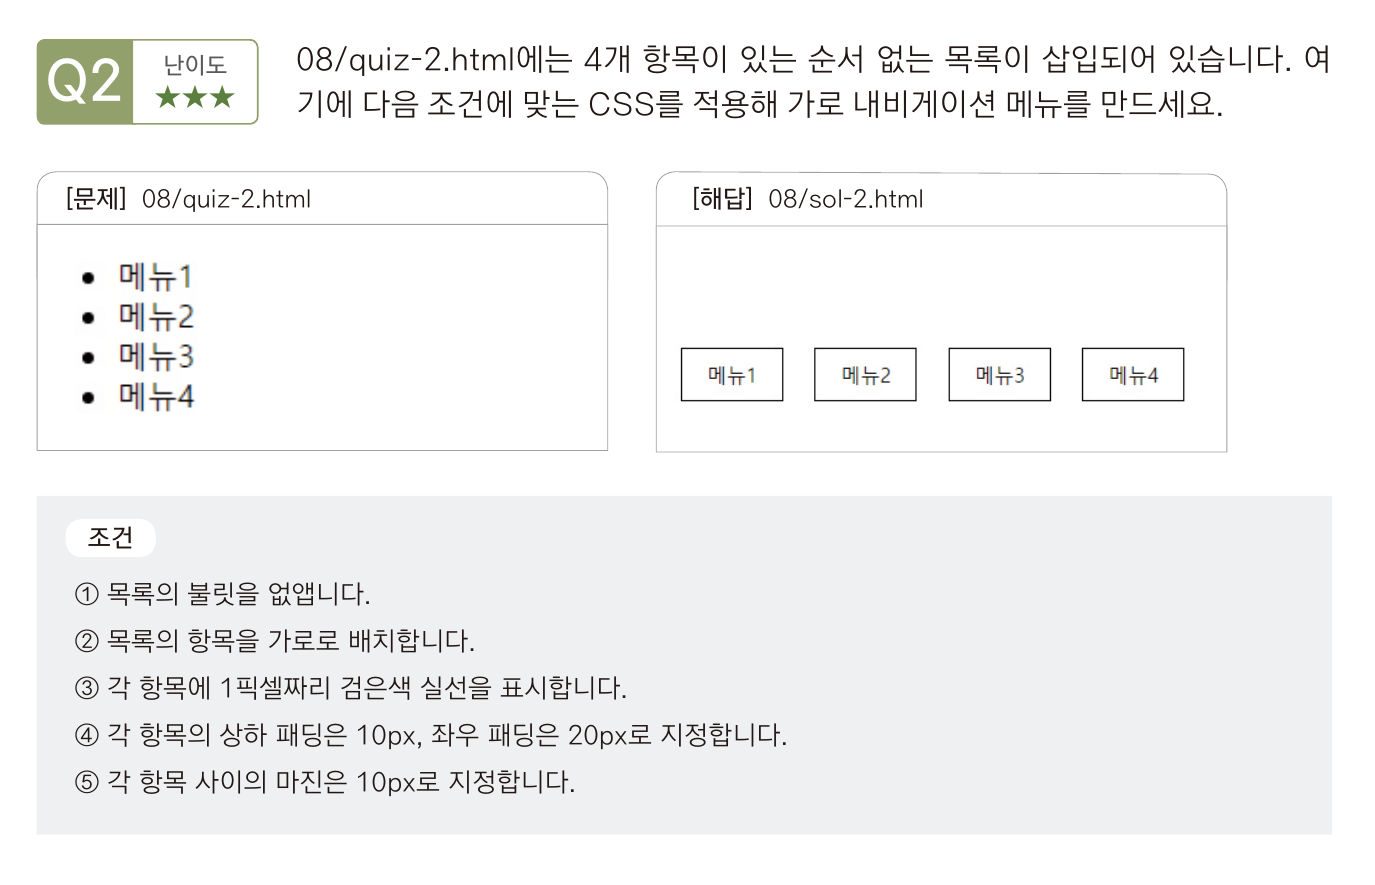 Q2
난이도
★★★
08/quiz-2.html에는 4개 항목이 있는 순서 없는 목록이 삽입되어 있습니다. 여
기에 다음 조건에 맞는 CSS를 적용해 가로 내비게이션 메뉴를 만드세요.
[문제] 08/quiz-2.html
• 메뉴1
• 메뉴2
• 메뉴3
• 메뉴4
[해답] 08/sol-2.html
메뉴1 메뉴2 메뉴3 메뉴4
조건
① 목록의 불릿을 없앱니다.
② 목록의 항목을 가로로 배치합니다.
③ 각 항목에 1픽셀짜리 검은색 실선을 표시합니다.
④ 각 항목의 상하 패딩은 10px, 좌우 패딩은 20px로 지정합니다.
⑤ 각 항목 사이의 마진은 10px로 지정합니다.